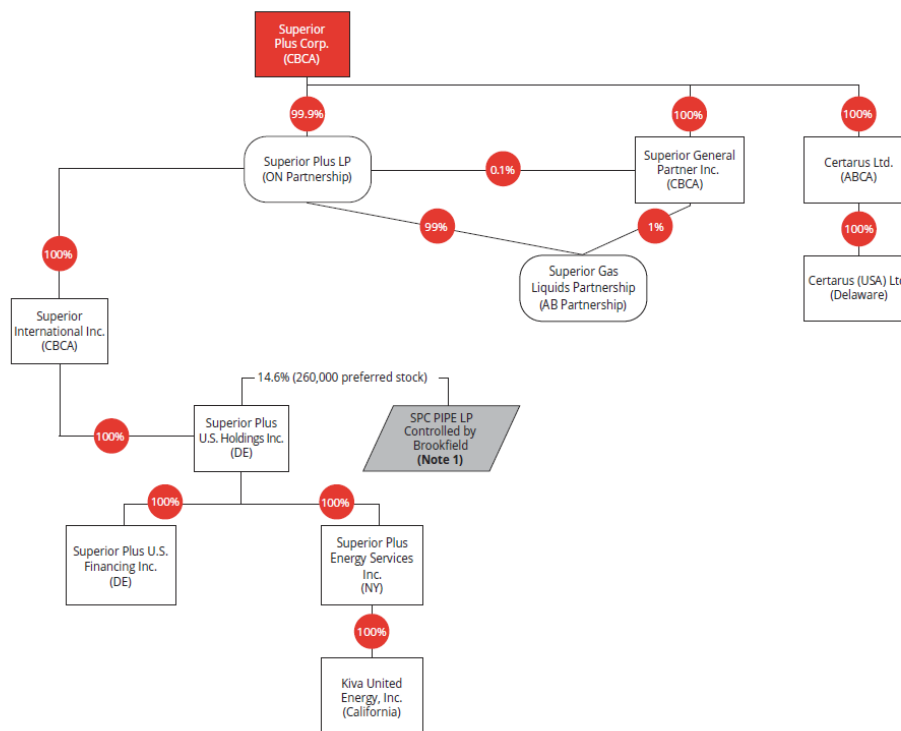 Superior
Plus Corp.
(CBCA)
99.9%
100%
100%
Superior Plus LP
(ON Partnership)
0.1%
Superior General
Partner Inc.
(CBCA)
Certarus Ltd.
(ABCA)
100%
99%
1%
100%
Superior Gas
Liquids Partnership
(AB Partnership)
Certarus (USA) Ltd
(Delaware)
Superior
International Inc.
(CBCA)
14.6% (260,000 preferred stock)
100%
Superior Plus
U.S. Holdings Inc.
(DE)
SPC PIPE LP
Controlled by
Brookfield
(Note 1)
100%
100%
Superior Plus U.S.
Financing Inc.
(DE)
Superior Plus
Energy Services
Inc.
(NY)
100%
Kiva United
Energy, Inc.
(California)